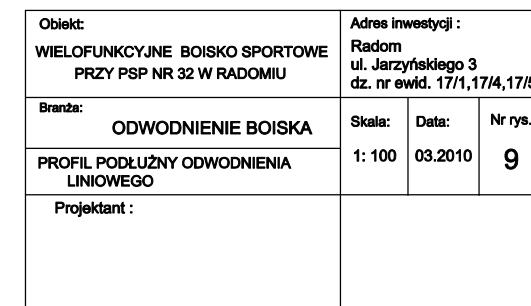 Obiekt:
WIELOFUNKCYJNE BOISKO SPORTOWE
PRZY PSP NR 32 W RADOMIU
Adres inwestycji :
Radom
ul. Jarzyńskiego 3
dz. nr ewid. 17/1,17/4,17/5
Branża:
ODWODNIENIE BOISKA
PROFIL PODŁUŻNY ODWODNIENIA
LINIOWEGO
Skala:
1: 100
Data:
03.2010
Nr rys.
9
Projektant :